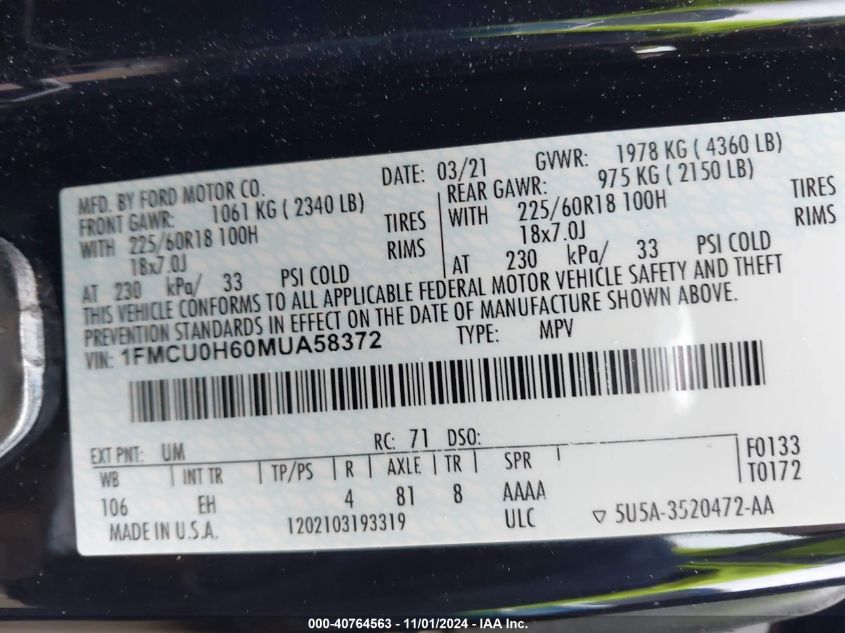 MFD. BY FORD MOTOR CO. DATE: 03/21 GVWR: 1978 KG ( 4360 LB)
FRONT GAWR: 1061 KG ( 2340 LB) REAR GAWR: 975 KG ( 2150 LB)
WITH 225/60R18 100H TIRES WITH 225/60R18 100H TIRES
18x7.0J RIMS 18x7.0J RIMS
AT 230 kPa/ 33 PSI COLD AT 230 kPa/ 33 PSI COLD
THIS VEHICLE CONFORMS TO ALL APPLICABLE FEDERAL MOTOR VEHICLE SAFETY AND THEFT
PREVENTION STANDARDS IN EFFECT ON THE DATE OF MANUFACTURE SHOWN ABOVE.
VIN: 1FMCU0H60MUA58372 TYPE: MPV
EXT PNT: UM RC: 71 DSO: F0133
WB INT TR TP/PS R AXLE TR SPR T0172
106 EH 4 81 8 AAAA
MADE IN U.S.A. 1202103193319 ULC ▽ 5U5A-3520472-AA
000-40764563 - 11/01/2024 - IAA Inc.